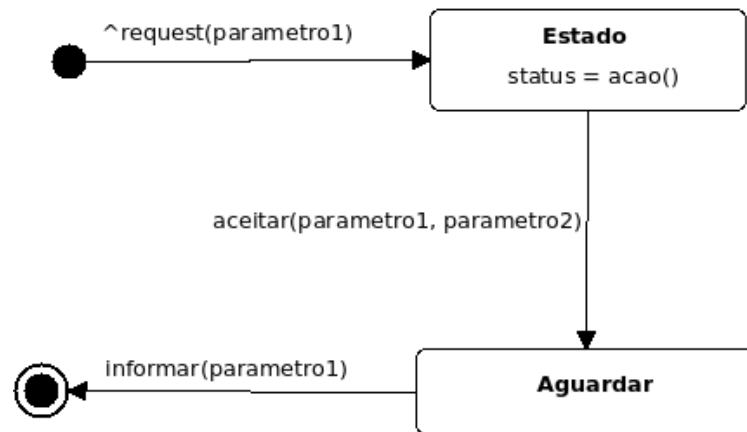 ^request(parametro1)
Estado
status = acao()
aceitar(parametro1, parametro2)
informar(parametro1)
Aguardar